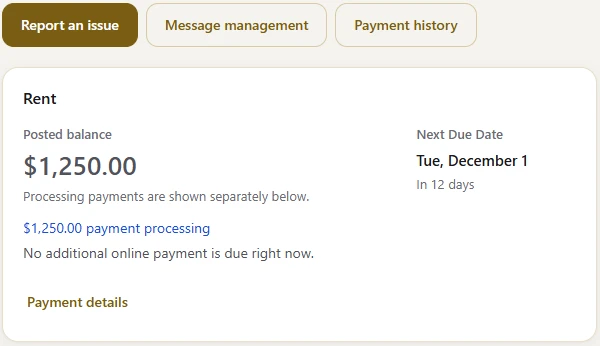 Report an issue
Message management
Payment history
Rent
Posted balance
$1,250.00
Processing payments are shown separately below.
$1,250.00 payment processing
No additional online payment is due right now.
Payment details
Next Due Date
Tue, December 1
In 12 days